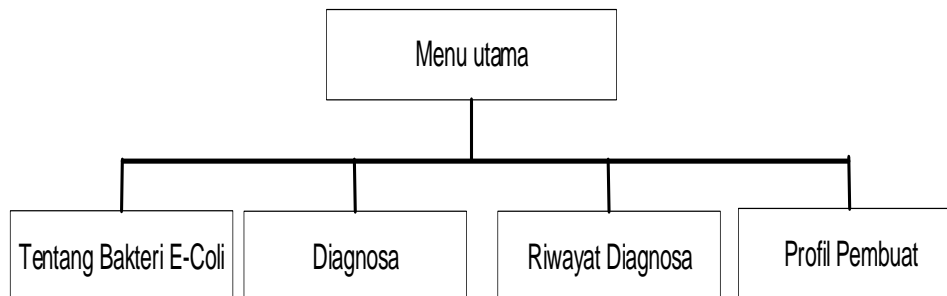 Menu utama
Tentang Bakteri E-Coli
Diagnosa
Riwayat Diagnosa
Profil Pembuat